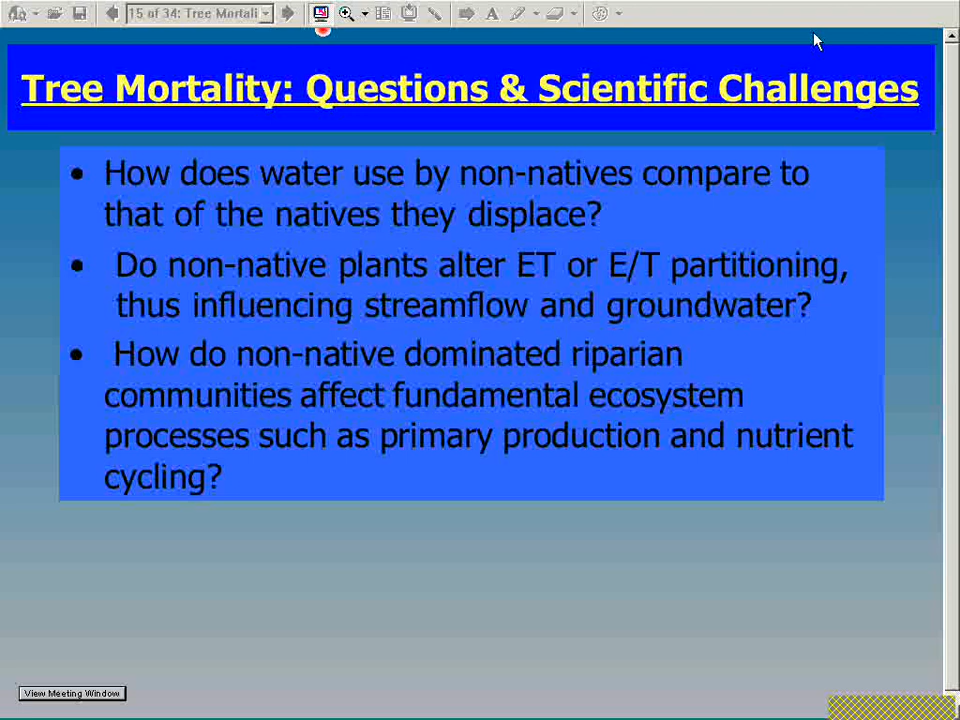 15 of 34: Tree Mortali
Tree Mortality: Questions & Scientific Challenges
• How does water use by non-natives compare to
that of the natives they displace?
• Do non-native plants alter ET or E/T partitioning,
thus influencing streamflow and groundwater?
• How do non-native dominated riparian
communities affect fundamental ecosystem
processes such as primary production and nutrient
cycling?
View Meeting Window